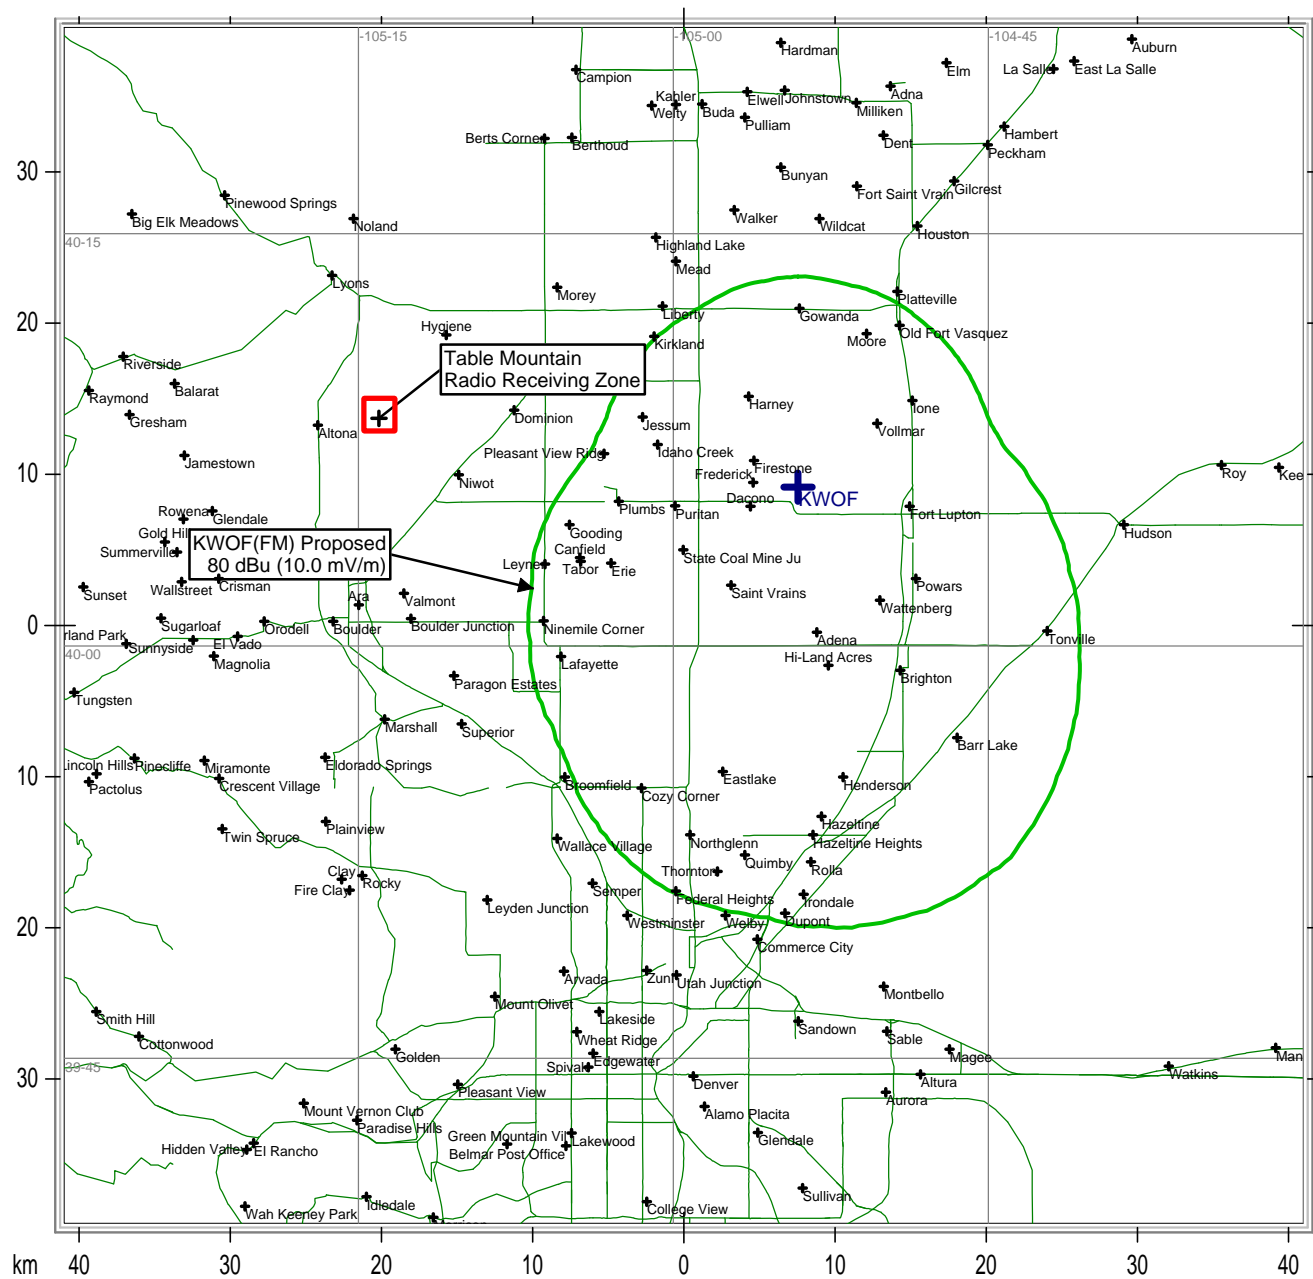 -105-15
-105-00
-104-45
Hardman
Auburn
Elm
La Salle
East La Salle
Campion
Kahler
Welty
Buda
Elwell
Johnstown
Adna
Milliken
Pulliam
Berts Corner
Berthoud
Dent
Hambert
Peckham
30
Bunyan
Fort Saint Vrain
Gilcrest
Pinewood Springs
Big Elk Meadows
Noland
Walker
Wildcat
Houston
40-15
Highland Lake
Mead
Lyons
Morey
Platteville
Liberty
Gowanda
20
Hygiene
Kirkland
Moore
Old Fort Vasquez
Table Mountain
Radio Receiving Zone
Riverside
Balarat
Raymond
Gresham
Harney
Ione
Altona
Dominion
Jessum
Vollmar
Jamestown
Pleasant View Ridg
Idaho Creek
Firestone
Frederick
Roy
Kee
10
Niwot
Dacono
KWOF
Plumbs
Puritan
Fort Lupton
Rowena
Glendale
Gold Hill
Summerville
Gooding
Hudson
KWOF(FM) Proposed
80 dBu (10.0 mV/m)
Canfield
Tabor
Leyner
Erie
State Coal Mine Ju
Sunset
Wallstreet
Crisman
Ara
Valmont
Saint Vrains
Powars
Wattenberg
0
Sugarloaf
Orodell
Boulder
Boulder Junction
Ninemile Corner
rland Park
Sunnyside
El Vado
Magnolia
Adena
Tonville
40-00
Lafayette
Hi-Land Acres
Brighton
Tungsten
Paragon Estates
Marshall
Superior
Barr Lake
Lincoln Hills
Pinecliffe
Miramonte
Eldorado Springs
10
Pactolus
Crescent Village
Broomfield
Cozy Corner
Eastlake
Henderson
Twin Spruce
Plainview
Hazeltine
Wallace Village
Northglenn
Hazeltine Heights
Quimby
Clay
Rocky
Fire Clay
Thornton
Rolla
Semper
Federal Heights
Irondale
Leyden Junction
Westminster
Welby
Dupont
20
Commerce City
Arvada
Zuni
Utah Junction
Mount Olivet
Montbello
Smith Hill
Lakeside
Sandown
Cottonwood
Wheat Ridge
Sable
Golden
Edgewater
Magee
Man
39-45
Spivak
Watkins
30
Pleasant View
Denver
Altura
Aurora
Mount Vernon Club
Paradise Hills
Alamo Placita
Hidden Valley
El Rancho
Green Mountain Vil
Lakewood
Belmar Post Office
Glendale
Idledale
Sullivan
Wah Keeney Park
College View
km 40 30 20 10 0 10 20 30 40